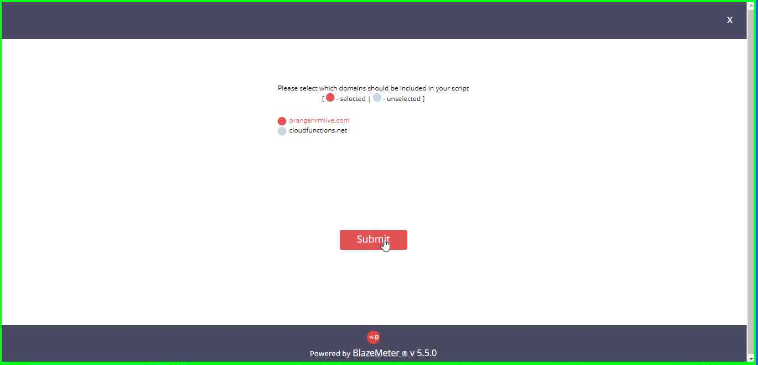 X
Please select which domains should be included in your script
[ - selected | - unselected ]
orangehrmlive.com
cloudfunctions.net
Submit
Powered by BlazeMeter ® v 5.5.0